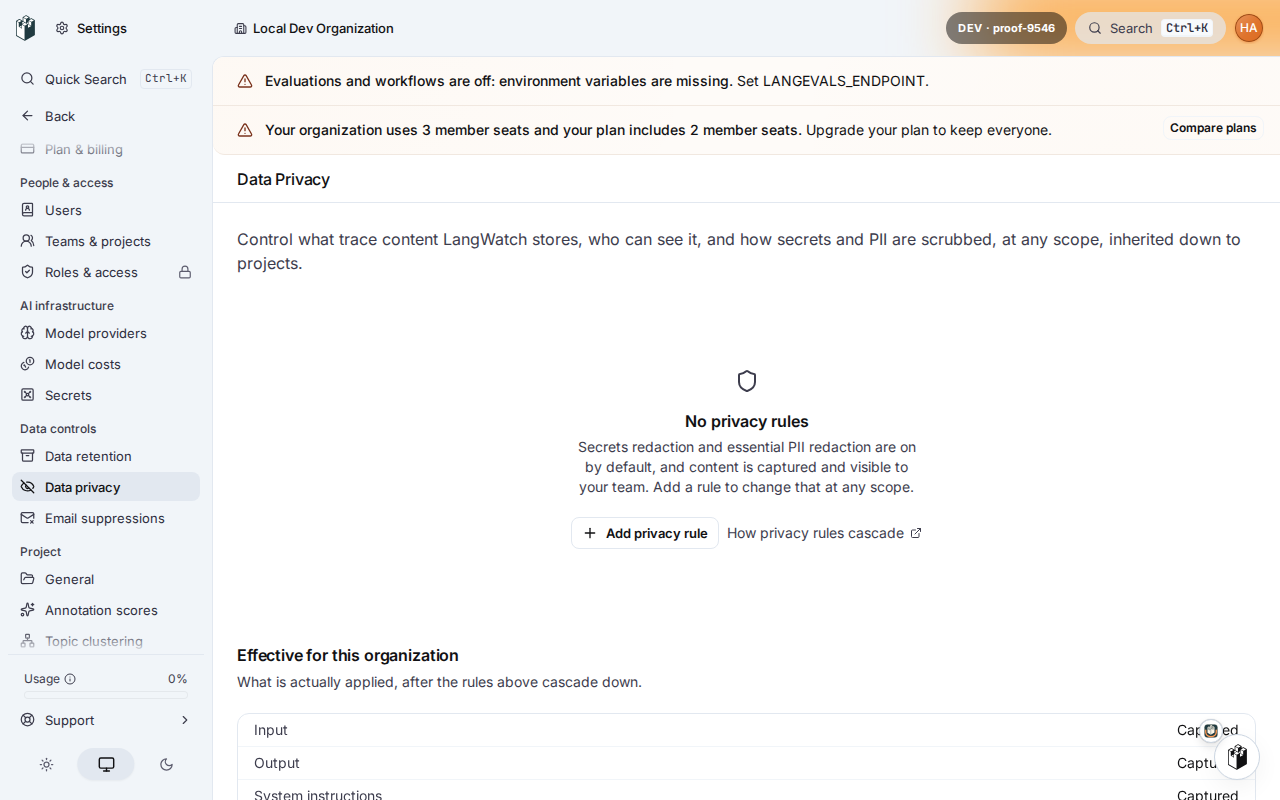 Settings
Local Dev Organization
DEV · proof-9546
Search Ctrl+K
HA
Quick Search Ctrl+K
Back
Plan & billing
People & access
Users
Teams & projects
Roles & access
AI infrastructure
Model providers
Model costs
Secrets
Data controls
Data retention
Data privacy
Email suppressions
Project
General
Annotation scores
Topic clustering
Usage 0%
Support
Evaluations and workflows are off: environment variables are missing. Set LANGEVALS_ENDPOINT.
Your organization uses 3 member seats and your plan includes 2 member seats. Upgrade your plan to keep everyone.
Compare plans
Data Privacy
Control what trace content LangWatch stores, who can see it, and how secrets and PII are scrubbed, at any scope, inherited down to
projects.
No privacy rules
Secrets redaction and essential PII redaction are on
by default, and content is captured and visible to
your team. Add a rule to change that at any scope.
Add privacy rule
How privacy rules cascade
Effective for this organization
What is actually applied, after the rules above cascade down.
Input
Output
System instructions Captured